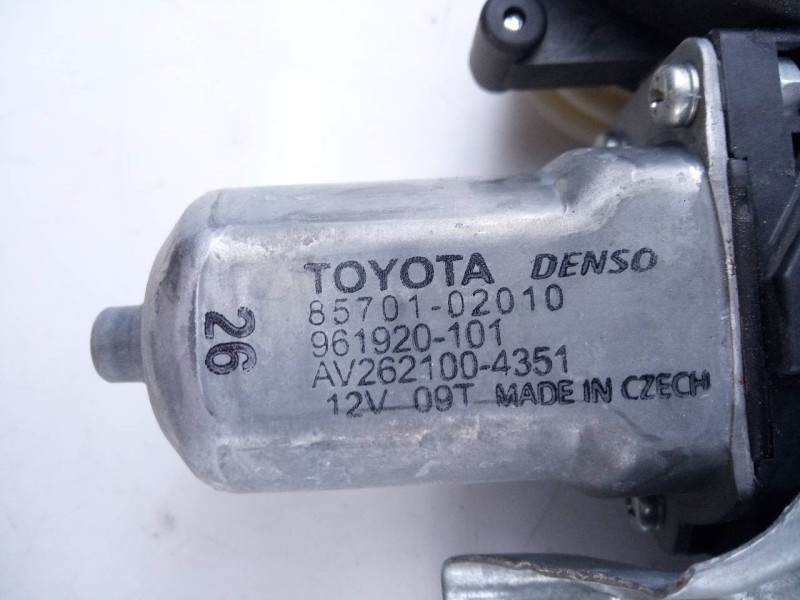 TOYOTA DENSO
85701-02010
961920-101
AV262100-4351
12V 09T MADE IN CZECH
26